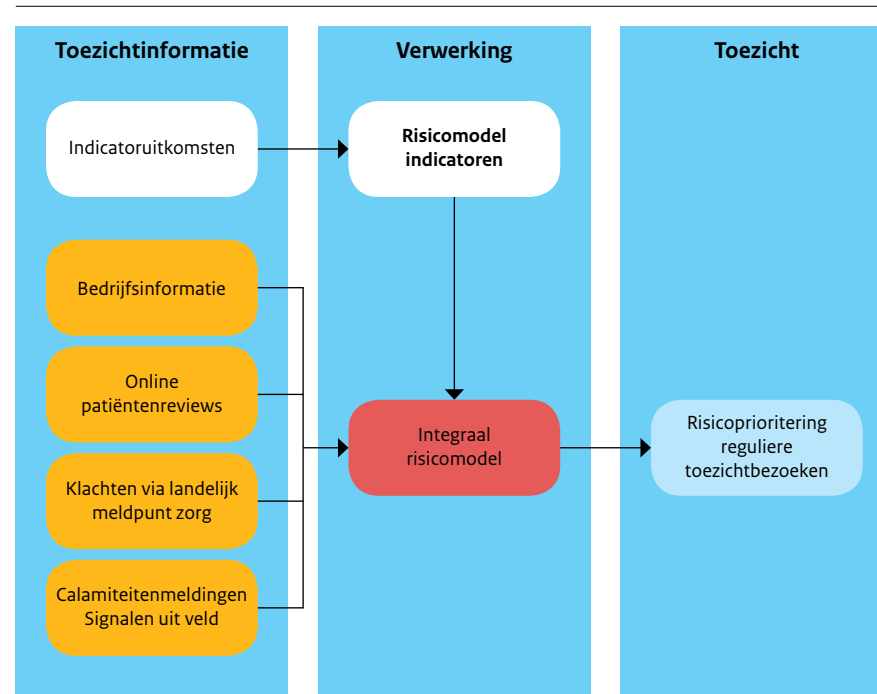 Toezichtinformatie
Verwerking
Toezicht
Indicatoruitkomsten
Risicomodel
indicatoren
Bedrijfsinformatie
Online
patiëntenreviews
Klachten via landelijk
meldpunt zorg
Calamiteitenmeldingen
Signalen uit veld
Integraal
risicomodel
Risicoprioritering
reguliere
toezichtbezoeken